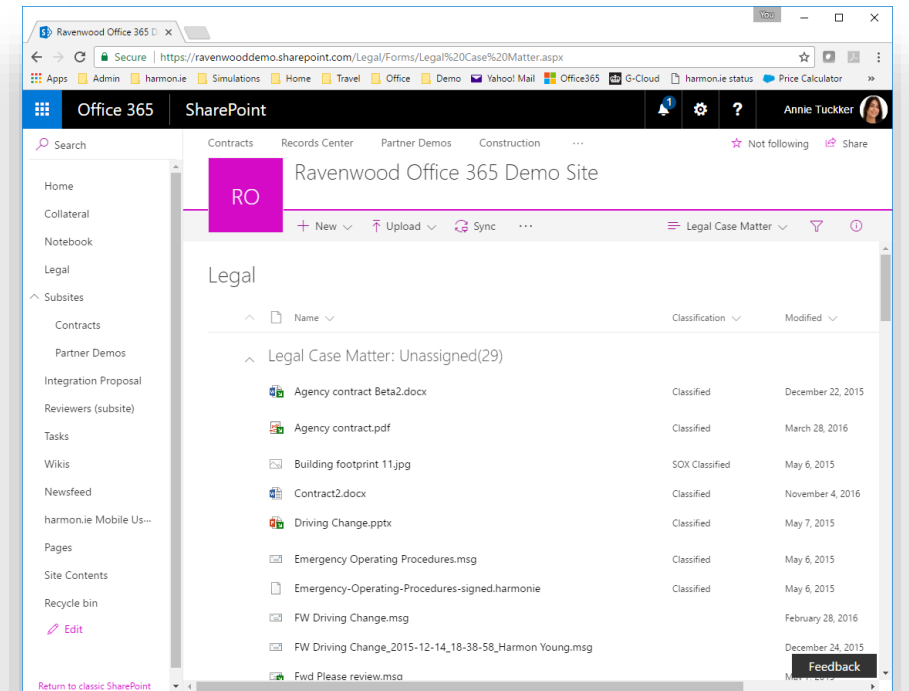 You
Ravenwood Office 365 D
Secure https://ravenwooddemo.sharepoint.com/Legal/Forms/Legal%20Case%20Matter.aspx
Apps Admin harmon.ie Simulations Home Travel Office Demo Yahoo! Mail Office365 G-Cloud harmon.ie status Price Calculator »
Office 365 SharePoint 1 ? Annie Tuckker
Search
Contracts Records Center Partner Demos Construction ... Not following Share
RO
Ravenwood Office 365 Demo Site
New Upload Sync ... Legal Case Matter
Home
Collateral
Notebook
Legal
Subsites
Contracts
Partner Demos
Integration Proposal
Reviewers (subsite)
Tasks
Wikis
Newsfeed
harmon.ie Mobile Us...
Pages
Site Contents
Recycle bin
Edit
Return to classic SharePoint
Legal
Name Classification Modified
Legal Case Matter: Unassigned(29)
Agency contract Beta2.docx Classified December 22, 2015
Agency contract.pdf Classified March 28, 2016
Building footprint 11.jpg SOX Classified May 6, 2015
Contract2.docx Classified November 4, 2016
Driving Change.pptx Classified May 7, 2015
Emergency Operating Procedures.msg Classified May 6, 2015
Emergency-Operating-Procedures-signed.harmonie Classified May 6, 2015
FW Driving Change.msg February 28, 2016
FW Driving Change_2015-12-14_18-38-58_Harmon Young.msg December 24, 2015
Fwd Please review.msg
Feedback